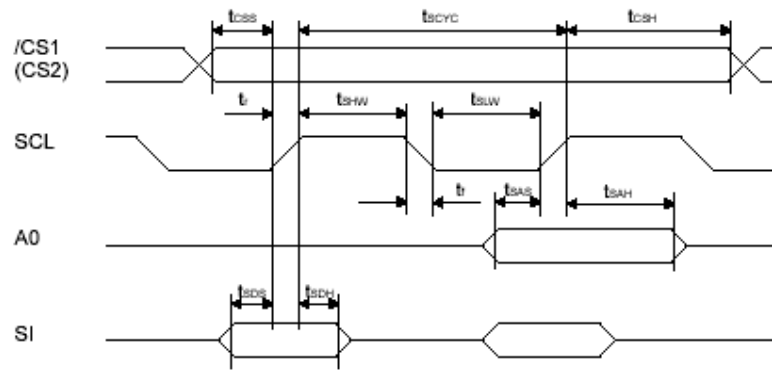 tCSS tSCYC tCSH
/CS1
(CS2)
tr tSHW tSLW
SCL
tf tSAS tSAH
A0
tSDS tSDH
SI